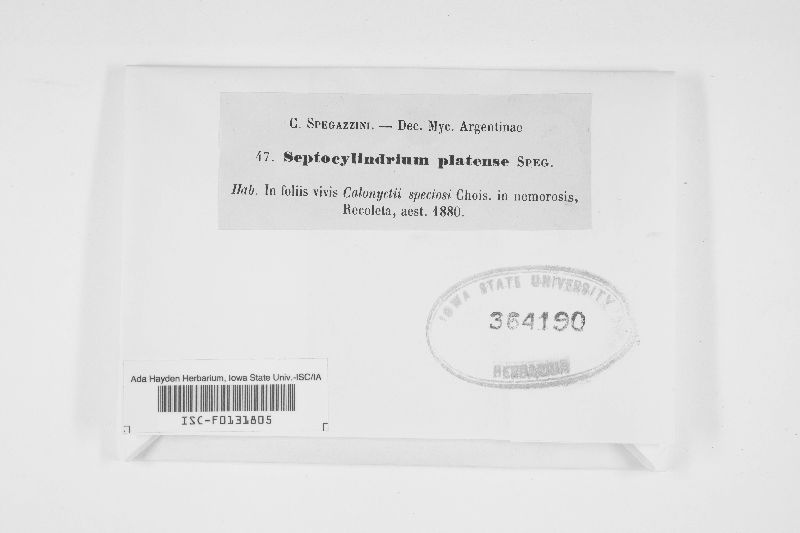 C. SPEGAZZINI. — Dec. Myc. Argentinae
47. Septocylindrium platense SPEG.
Hab. In foliis vivis Calonyctii speciosi Chois. in nemorosis,
Recoleta, aest. 1880.
IOWA STATE UNIVERSITY
364190
HERBARIUM
Ada Hayden Herbarium, Iowa State Univ.-ISC/IA
ISC-F0131805